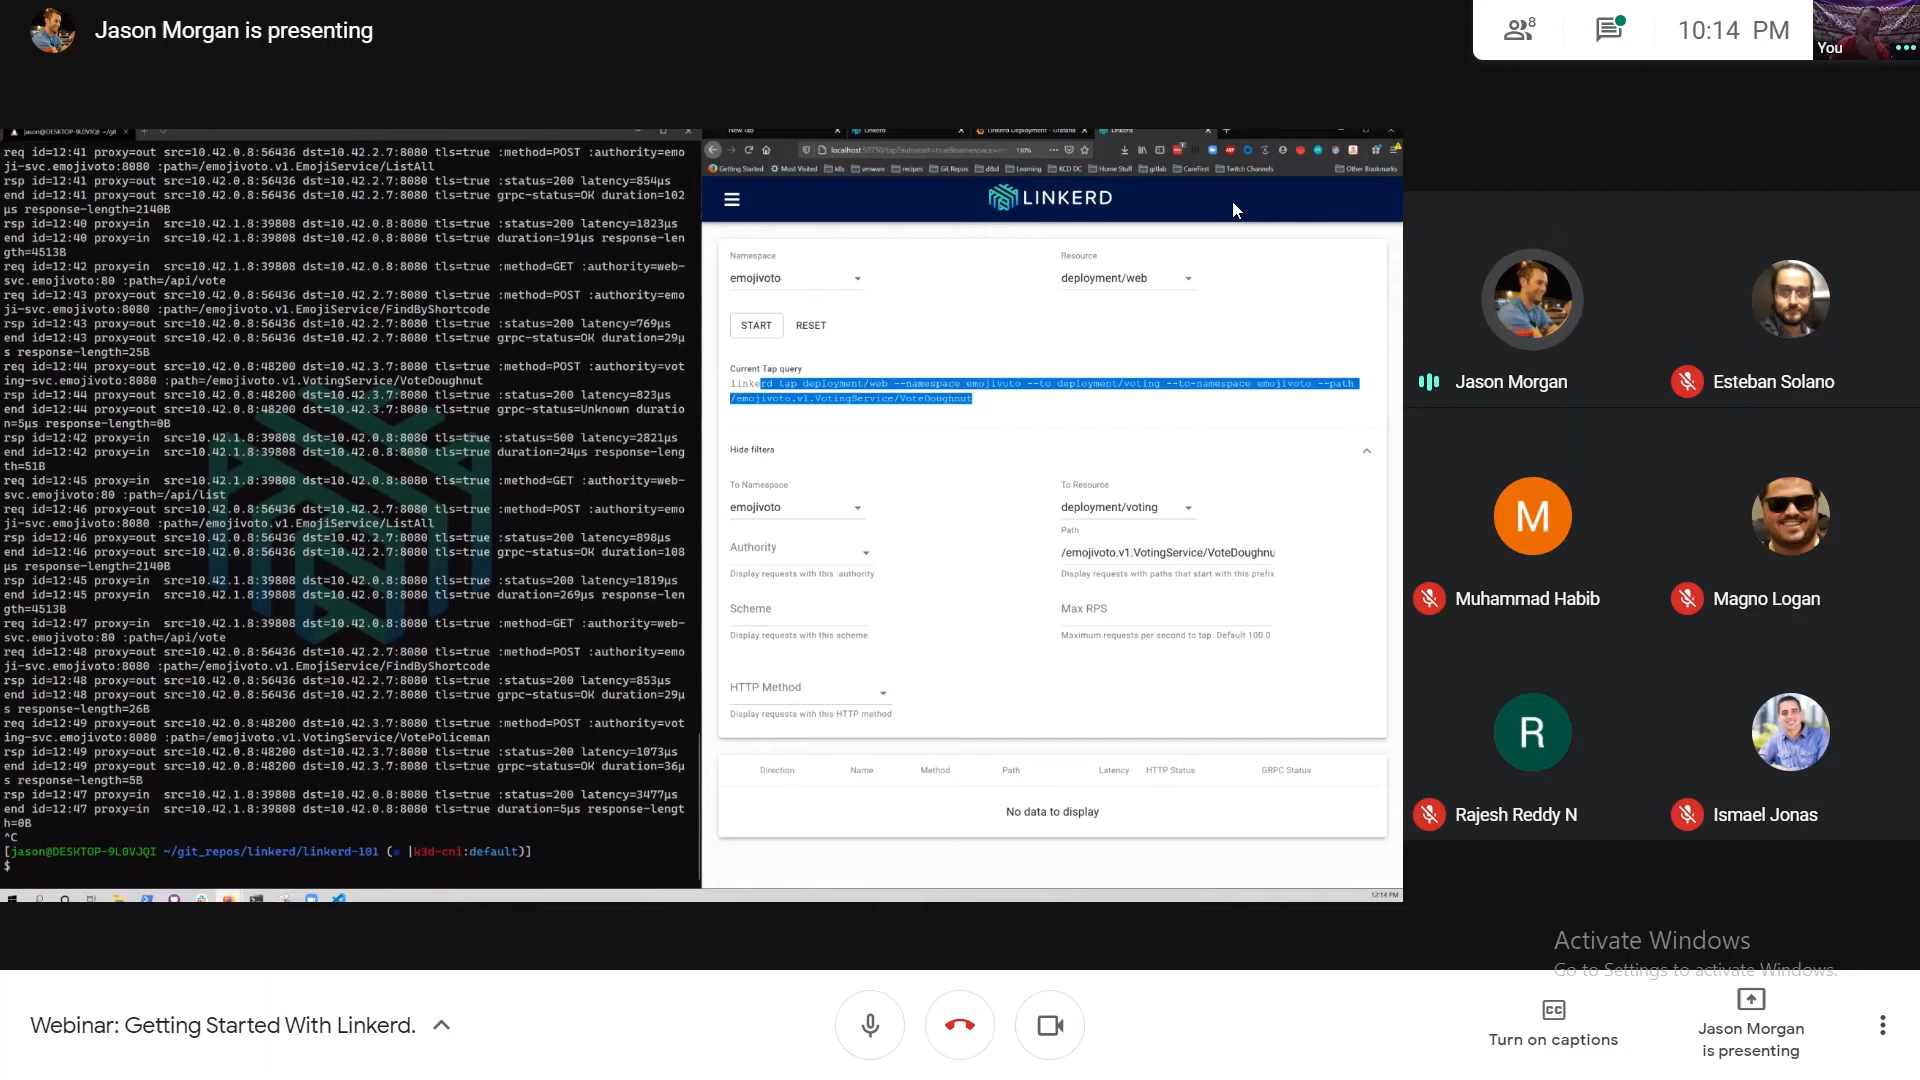 Jason Morgan is presenting
8
10:14 PM
You
jason@DESKTOP-9L0VJQI: ~/git
req id=12:41 proxy=out src=10.42.0.8:56436 dst=10.42.2.7:8080 tls=true :method=POST :authority=emo
ji-svc.emojivoto:8080 :path=/emojivoto.v1.EmojiService/ListAll
rsp id=12:41 proxy=out src=10.42.0.8:56436 dst=10.42.2.7:8080 tls=true :status=200 latency=854µs
end id=12:41 proxy=out src=10.42.0.8:56436 dst=10.42.2.7:8080 tls=true grpc-status=OK duration=102
µs response-length=2140B
rsp id=12:40 proxy=in  src=10.42.1.8:39808 dst=10.42.0.8:8080 tls=true :status=200 latency=1823µs
end id=12:40 proxy=in  src=10.42.1.8:39808 dst=10.42.0.8:8080 tls=true duration=191µs response-len
gth=4513B
req id=12:42 proxy=in  src=10.42.1.8:39808 dst=10.42.0.8:8080 tls=true :method=GET :authority=web-
svc.emojivoto:80 :path=/api/vote
req id=12:43 proxy=out src=10.42.0.8:56436 dst=10.42.2.7:8080 tls=true :method=POST :authority=emo
ji-svc.emojivoto:8080 :path=/emojivoto.v1.EmojiService/FindByShortcode
rsp id=12:43 proxy=out src=10.42.0.8:56436 dst=10.42.2.7:8080 tls=true :status=200 latency=769µs
end id=12:43 proxy=out src=10.42.0.8:56436 dst=10.42.2.7:8080 tls=true grpc-status=OK duration=29µ
s response-length=25B
req id=12:44 proxy=out src=10.42.0.8:48200 dst=10.42.3.7:8080 tls=true :method=POST :authority=vot
ing-svc.emojivoto:8080 :path=/emojivoto.v1.VotingService/VoteDoughnut
rsp id=12:44 proxy=out src=10.42.0.8:48200 dst=10.42.3.7:8080 tls=true :status=200 latency=823µs
end id=12:44 proxy=out src=10.42.0.8:48200 dst=10.42.3.7:8080 tls=true grpc-status=Unknown duratio
n=5µs response-length=0B
rsp id=12:42 proxy=in  src=10.42.1.8:39808 dst=10.42.0.8:8080 tls=true :status=500 latency=2821µs
end id=12:42 proxy=in  src=10.42.1.8:39808 dst=10.42.0.8:8080 tls=true duration=24µs response-leng
th=51B
req id=12:45 proxy=in  src=10.42.1.8:39808 dst=10.42.0.8:8080 tls=true :method=GET :authority=web-
svc.emojivoto:80 :path=/api/list
req id=12:46 proxy=out src=10.42.0.8:56436 dst=10.42.2.7:8080 tls=true :method=POST :authority=emo
ji-svc.emojivoto:8080 :path=/emojivoto.v1.EmojiService/ListAll
rsp id=12:46 proxy=out src=10.42.0.8:56436 dst=10.42.2.7:8080 tls=true :status=200 latency=898µs
end id=12:46 proxy=out src=10.42.0.8:56436 dst=10.42.2.7:8080 tls=true grpc-status=OK duration=108
µs response-length=2140B
rsp id=12:45 proxy=in  src=10.42.1.8:39808 dst=10.42.0.8:8080 tls=true :status=200 latency=1819µs
end id=12:45 proxy=in  src=10.42.1.8:39808 dst=10.42.0.8:8080 tls=true duration=269µs response-len
gth=4513B
req id=12:47 proxy=in  src=10.42.1.8:39808 dst=10.42.0.8:8080 tls=true :method=GET :authority=web-
svc.emojivoto:80 :path=/api/vote
req id=12:48 proxy=out src=10.42.0.8:56436 dst=10.42.2.7:8080 tls=true :method=POST :authority=emo
ji-svc.emojivoto:8080 :path=/emojivoto.v1.EmojiService/FindByShortcode
rsp id=12:48 proxy=out src=10.42.0.8:56436 dst=10.42.2.7:8080 tls=true :status=200 latency=853µs
end id=12:48 proxy=out src=10.42.0.8:56436 dst=10.42.2.7:8080 tls=true grpc-status=OK duration=29µ
s response-length=26B
req id=12:49 proxy=out src=10.42.0.8:48200 dst=10.42.3.7:8080 tls=true :method=POST :authority=vot
ing-svc.emojivoto:8080 :path=/emojivoto.v1.VotingService/VotePoliceman
rsp id=12:49 proxy=out src=10.42.0.8:48200 dst=10.42.3.7:8080 tls=true :status=200 latency=1073µs
end id=12:49 proxy=out src=10.42.0.8:48200 dst=10.42.3.7:8080 tls=true grpc-status=OK duration=36µ
s response-length=5B
rsp id=12:47 proxy=in  src=10.42.1.8:39808 dst=10.42.0.8:8080 tls=true :status=200 latency=3477µs
end id=12:47 proxy=in  src=10.42.1.8:39808 dst=10.42.0.8:8080 tls=true duration=5µs response-lengt
h=0B
^C
[jason@DESKTOP-9L0VJQI ~/git_repos/linkerd/linkerd-101 ( |k3d-cni:default)]
$
New Tab
Linkerd
Linkerd Deployment - Grafana
Linkerd
localhost:50750/tap?autostart=true&namespace=
130%
Getting Started Most Visited k8s vmware recipes Git Repos d&d Learning KCD DC Home Stuff gitlab CareFirst Twitch Channels Other Bookmarks
LINKERD
Namespace
emojivoto
Resource
deployment/web
START RESET
Current Tap query
linkerd tap deployment/web --namespace emojivoto --to deployment/voting --to-namespace emojivoto --path
/emojivoto.v1.VotingService/VoteDoughnut
Hide filters
To Namespace
emojivoto
To Resource
deployment/voting
Authority
Display requests with this :authority
Path
/emojivoto.v1.VotingService/VoteDoughnu
Display requests with paths that start with this prefix
Scheme
Display requests with this scheme
Max RPS
Maximum requests per second to tap. Default 100.0
HTTP Method
Display requests with this HTTP method
Direction Name Method Path Latency HTTP Status GRPC Status
No data to display
12:14 PM
Jason Morgan
Esteban Solano
M
Muhammad Habib
Magno Logan
R
Rajesh Reddy N
Ismael Jonas
Activate Windows
Go to Settings to activate Windows.
Webinar: Getting Started With Linkerd.
CC
Turn on captions
Jason Morgan
is presenting